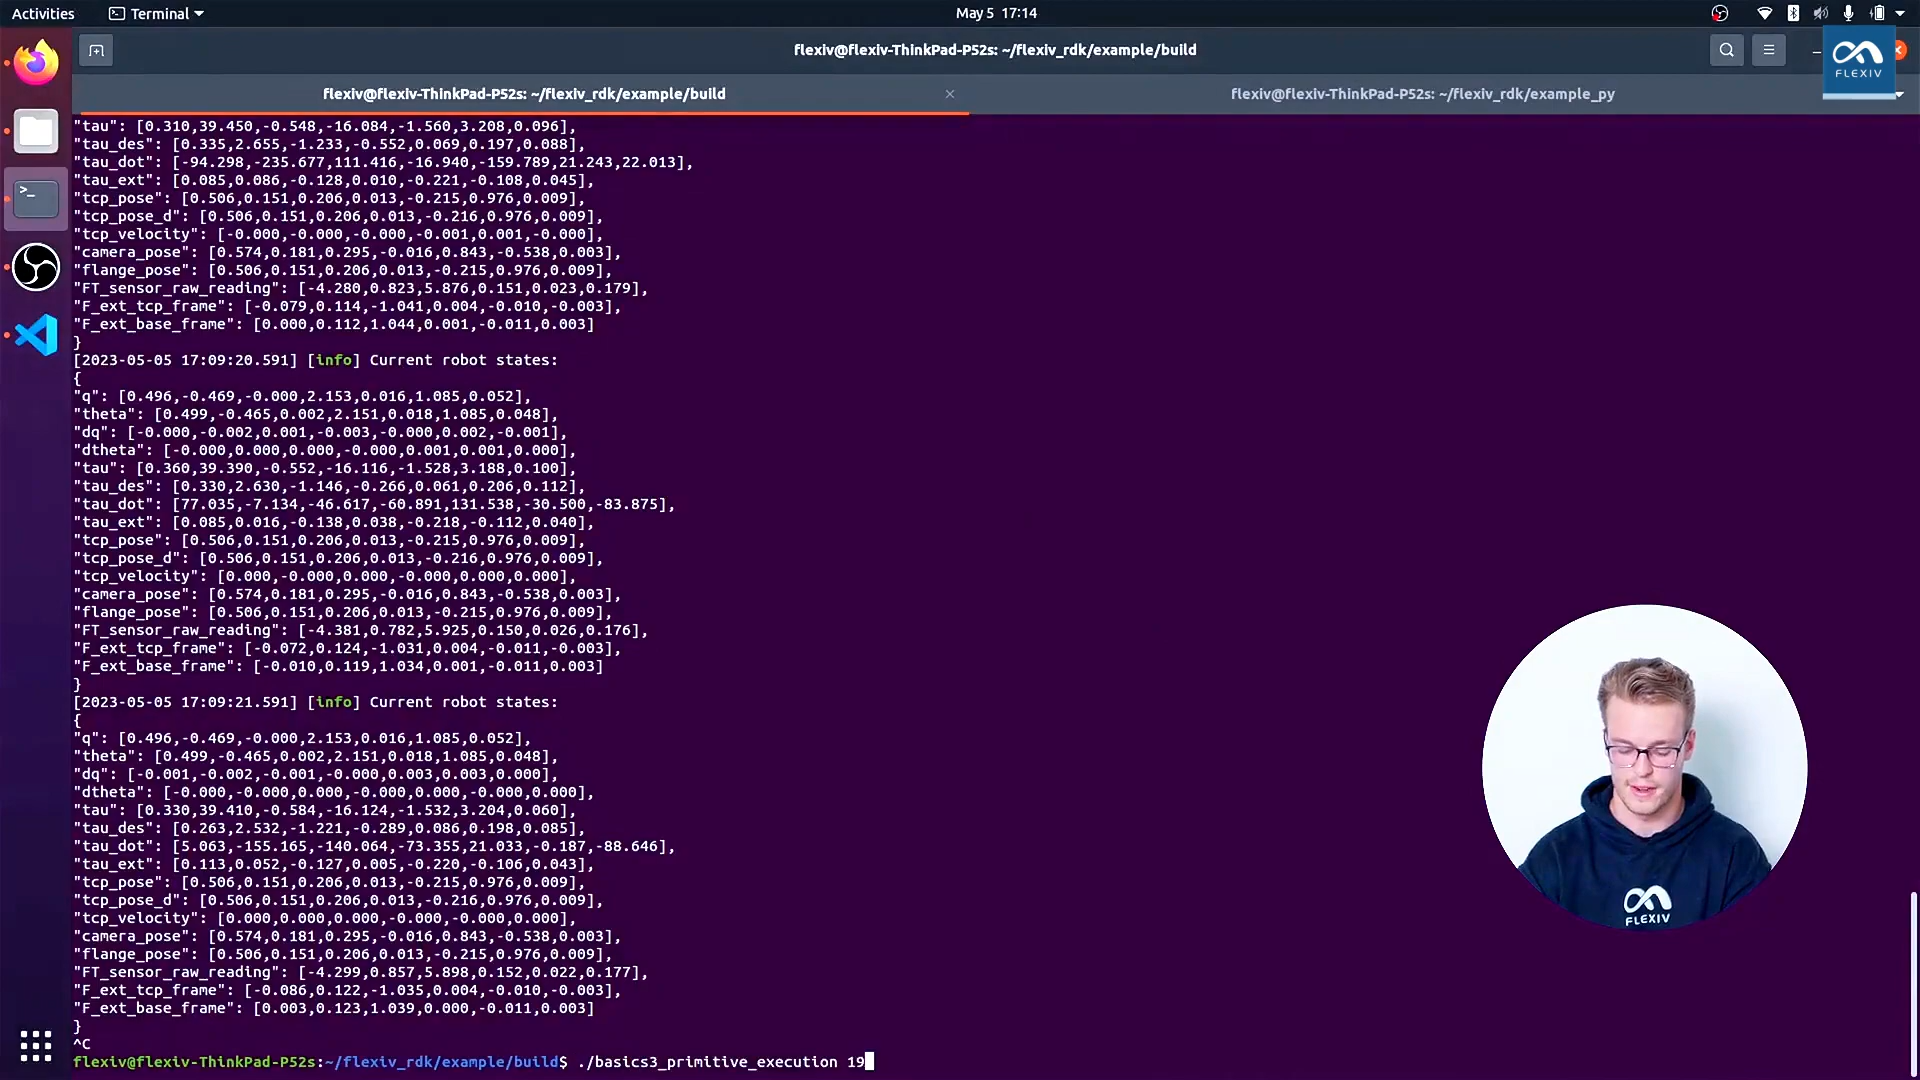 Activities
Terminal
May 5 17:14
flexiv@flexiv-ThinkPad-P52s: ~/flexiv_rdk/example/build
FLEXIV
flexiv@flexiv-ThinkPad-P52s: ~/flexiv_rdk/example/build
flexiv@flexiv-ThinkPad-P52s: ~/flexiv_rdk/example_py
"tau": [0.310,39.450,-0.548,-16.084,-1.560,3.208,0.096],
"tau_des": [0.335,2.655,-1.233,-0.552,0.069,0.197,0.088],
"tau_dot": [-94.298,-235.677,111.416,-16.940,-159.789,21.243,22.013],
"tau_ext": [0.085,0.086,-0.128,0.010,-0.221,-0.108,0.045],
"tcp_pose": [0.506,0.151,0.206,0.013,-0.215,0.976,0.009],
"tcp_pose_d": [0.506,0.151,0.206,0.013,-0.216,0.976,0.009],
"tcp_velocity": [-0.000,-0.000,-0.000,-0.001,0.001,-0.000],
"camera_pose": [0.574,0.181,0.295,-0.016,0.843,-0.538,0.003],
"flange_pose": [0.506,0.151,0.206,0.013,-0.215,0.976,0.009],
"FT_sensor_raw_reading": [-4.280,0.823,5.876,0.151,0.023,0.179],
"F_ext_tcp_frame": [-0.079,0.114,-1.041,0.004,-0.010,-0.003],
"F_ext_base_frame": [0.000,0.112,1.044,0.001,-0.011,0.003]
}
[2023-05-05 17:09:20.591] [info] Current robot states:
{
"q": [0.496,-0.469,-0.000,2.153,0.016,1.085,0.052],
"theta": [0.499,-0.465,0.002,2.151,0.018,1.085,0.048],
"dq": [-0.000,-0.002,0.001,-0.003,-0.000,0.002,-0.001],
"dtheta": [-0.000,0.000,0.000,-0.000,0.001,0.001,0.000],
"tau": [0.360,39.390,-0.552,-16.116,-1.528,3.188,0.100],
"tau_des": [0.330,2.630,-1.146,-0.266,0.061,0.206,0.112],
"tau_dot": [77.035,-7.134,-46.617,-60.891,131.538,-30.500,-83.875],
"tau_ext": [0.085,0.016,-0.138,0.038,-0.218,-0.112,0.040],
"tcp_pose": [0.506,0.151,0.206,0.013,-0.215,0.976,0.009],
"tcp_pose_d": [0.506,0.151,0.206,0.013,-0.216,0.976,0.009],
"tcp_velocity": [0.000,-0.000,0.000,-0.000,0.000,0.000],
"camera_pose": [0.574,0.181,0.295,-0.016,0.843,-0.538,0.003],
"flange_pose": [0.506,0.151,0.206,0.013,-0.215,0.976,0.009],
"FT_sensor_raw_reading": [-4.381,0.782,5.925,0.150,0.026,0.176],
"F_ext_tcp_frame": [-0.072,0.124,-1.031,0.004,-0.011,-0.003],
"F_ext_base_frame": [-0.010,0.119,1.034,0.001,-0.011,0.003]
}
[2023-05-05 17:09:21.591] [info] Current robot states:
{
"q": [0.496,-0.469,-0.000,2.153,0.016,1.085,0.052],
"theta": [0.499,-0.465,0.002,2.151,0.018,1.085,0.048],
"dq": [-0.001,-0.002,-0.001,-0.000,0.003,0.003,0.000],
"dtheta": [-0.000,-0.000,0.000,-0.000,0.000,-0.000,0.000],
"tau": [0.330,39.410,-0.584,-16.124,-1.532,3.204,0.060],
"tau_des": [0.263,2.532,-1.221,-0.289,0.086,0.198,0.085],
"tau_dot": [5.063,-155.165,-140.064,-73.355,21.033,-0.187,-88.646],
"tau_ext": [0.113,0.052,-0.127,0.005,-0.220,-0.106,0.043],
"tcp_pose": [0.506,0.151,0.206,0.013,-0.215,0.976,0.009],
"tcp_pose_d": [0.506,0.151,0.206,0.013,-0.216,0.976,0.009],
"tcp_velocity": [0.000,0.000,0.000,-0.000,-0.000,0.000],
"camera_pose": [0.574,0.181,0.295,-0.016,0.843,-0.538,0.003],
"flange_pose": [0.506,0.151,0.206,0.013,-0.215,0.976,0.009],
"FT_sensor_raw_reading": [-4.299,0.857,5.898,0.152,0.022,0.177],
"F_ext_tcp_frame": [-0.086,0.122,-1.035,0.004,-0.010,-0.003],
"F_ext_base_frame": [0.003,0.123,1.039,0.000,-0.011,0.003]
}
^C
flexiv@flexiv-ThinkPad-P52s:~/flexiv_rdk/example/build$ ./basics3_primitive_execution 19
FLEXIV